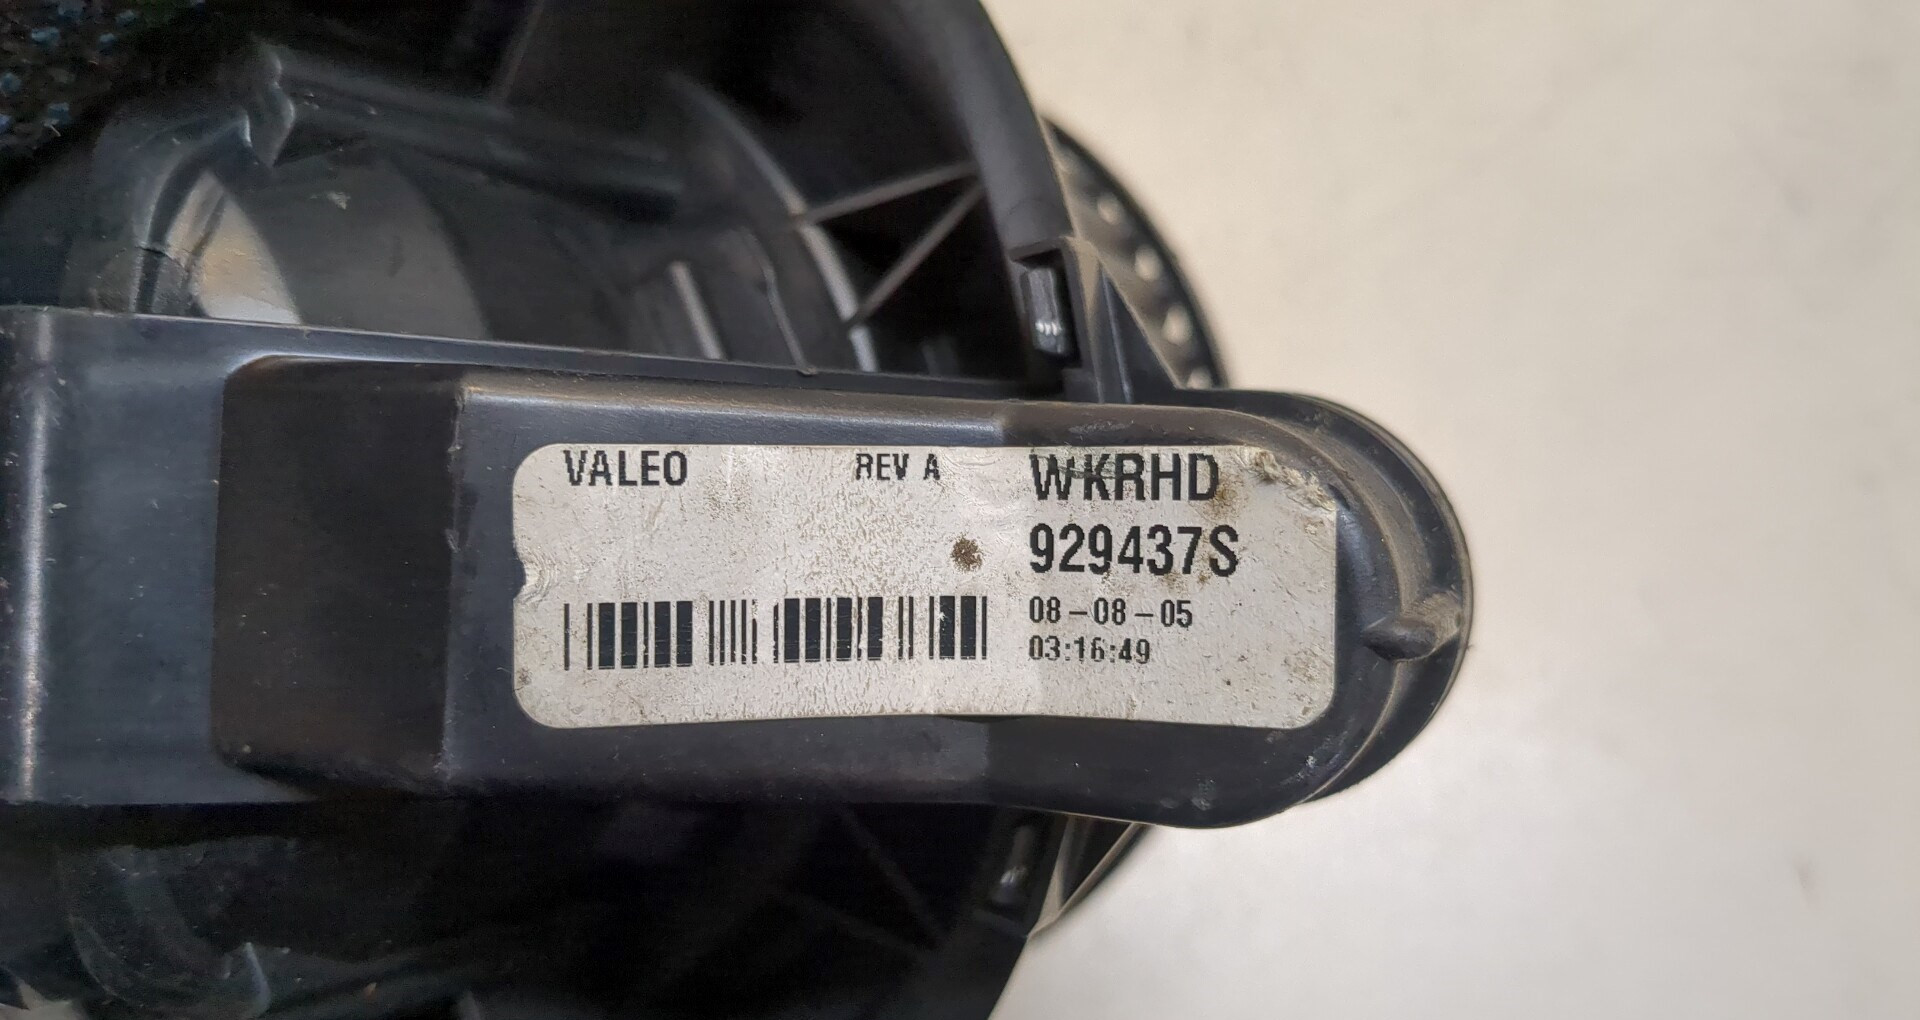 VALEO REV A WKRHD
929437S
08-08-05
03:16:49